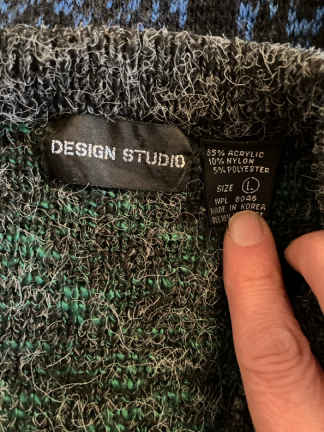 DESIGN STUDIO
85% ACRYLIC
10% NYLON
5% POLYESTER
SIZE L
WPL 8046
MADE IN KOREA